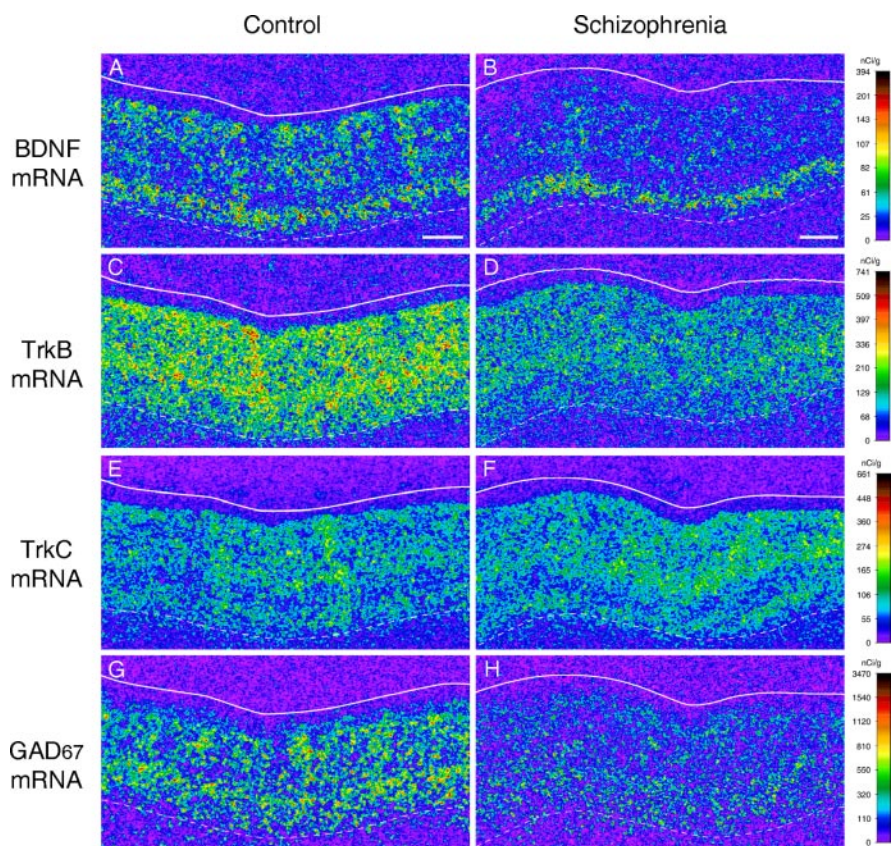 Control
Schizophrenia
BDNF
mRNA
A
B
nCi/g
394
201
143
107
82
61
25
0
TrkB
mRNA
C
D
nCi/g
741
509
397
336
210
129
68
0
TrkC
mRNA
E
F
nCi/g
661
448
360
274
165
106
55
0
GAD67
mRNA
G
H
nCi/g
3470
1540
1120
810
520
320
110
0